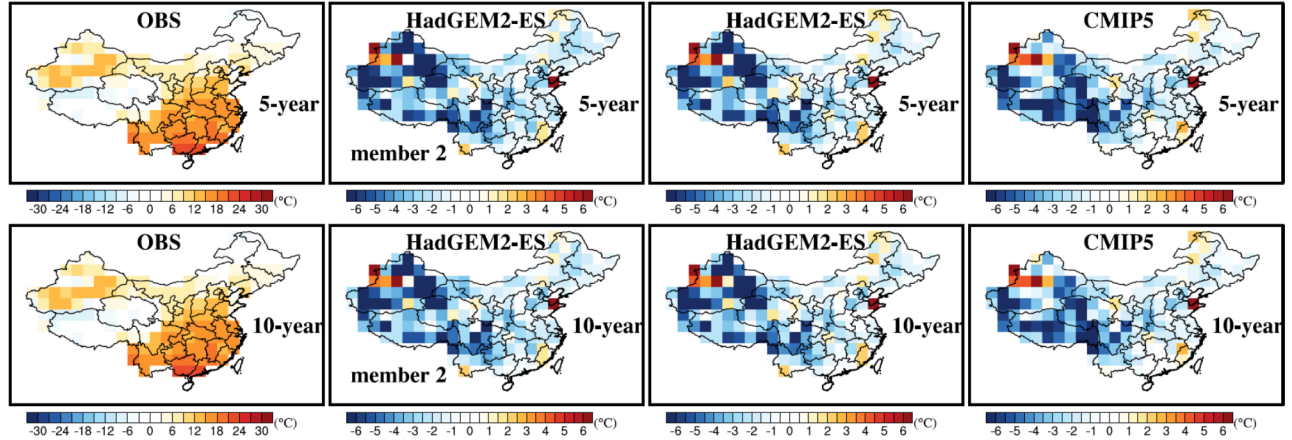 OBS HadGEM2-ES HadGEM2-ES CMIP5
5-year 5-year 5-year 5-year
member 2
-30 -24 -18 -12 -6 0 6 12 18 24 30 (°C) -6 -5 -4 -3 -2 -1 0 1 2 3 4 5 6 (°C) -6 -5 -4 -3 -2 -1 0 1 2 3 4 5 6 (°C) -6 -5 -4 -3 -2 -1 0 1 2 3 4 5 6 (°C)
OBS HadGEM2-ES HadGEM2-ES CMIP5
10-year 10-year 10-year 10-year
member 2
-30 -24 -18 -12 -6 0 6 12 18 24 30 (°C) -6 -5 -4 -3 -2 -1 0 1 2 3 4 5 6 (°C) -6 -5 -4 -3 -2 -1 0 1 2 3 4 5 6 (°C) -6 -5 -4 -3 -2 -1 0 1 2 3 4 5 6 (°C)